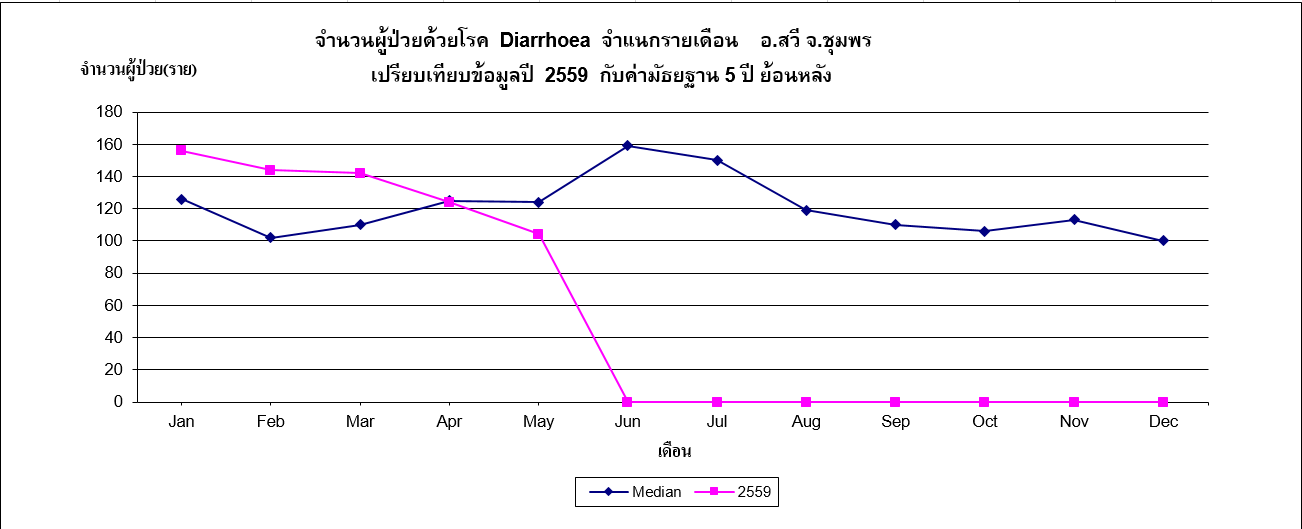 จำนวนผู้ป่วยด้วยโรค Diarrhoea จำแนกรายเดือน อ.สวี จ.ชุมพร
เปรียบเทียบข้อมูลปี 2559 กับค่ามัธยฐาน 5 ปี ย้อนหลัง
จำนวนผู้ป่วย(ราย)
180
160
140
120
100
80
60
40
20
0
Jan Feb Mar Apr May Jun Jul Aug Sep Oct Nov Dec
เดือน
Median 2559